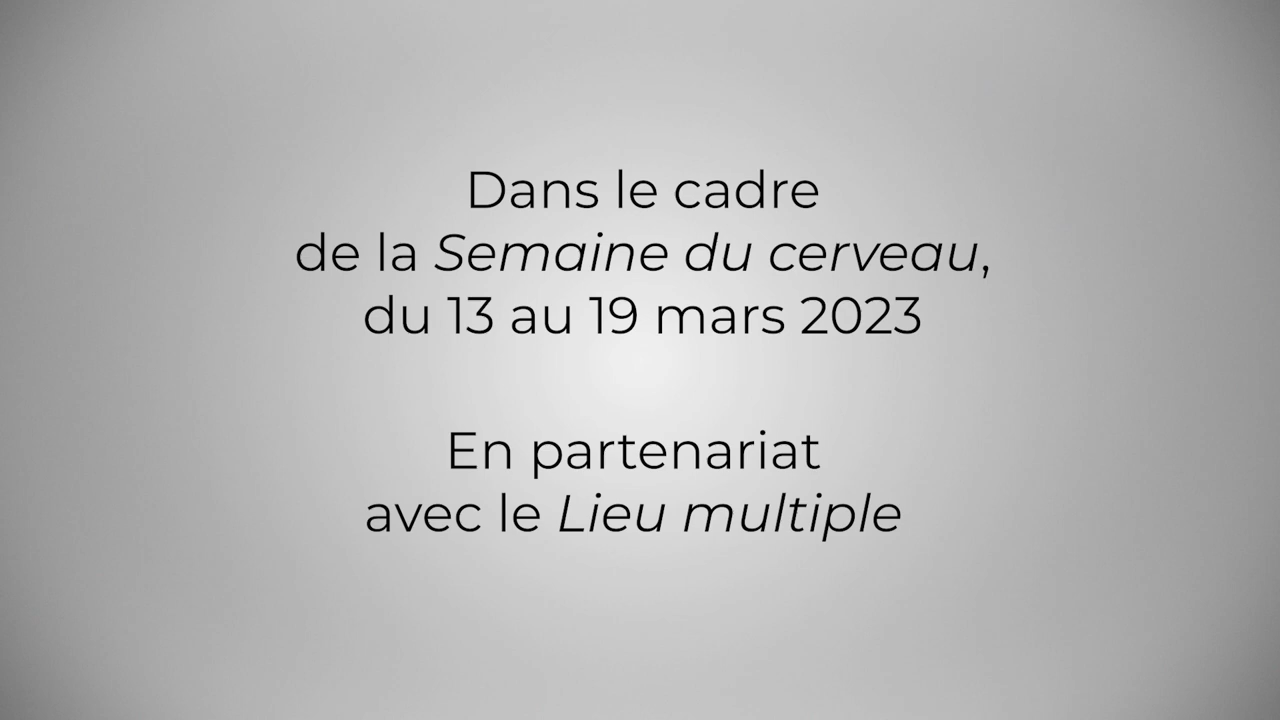 Dans le cadre
de la Semaine du cerveau,
du 13 au 19 mars 2023
En partenariat
avec le Lieu multiple